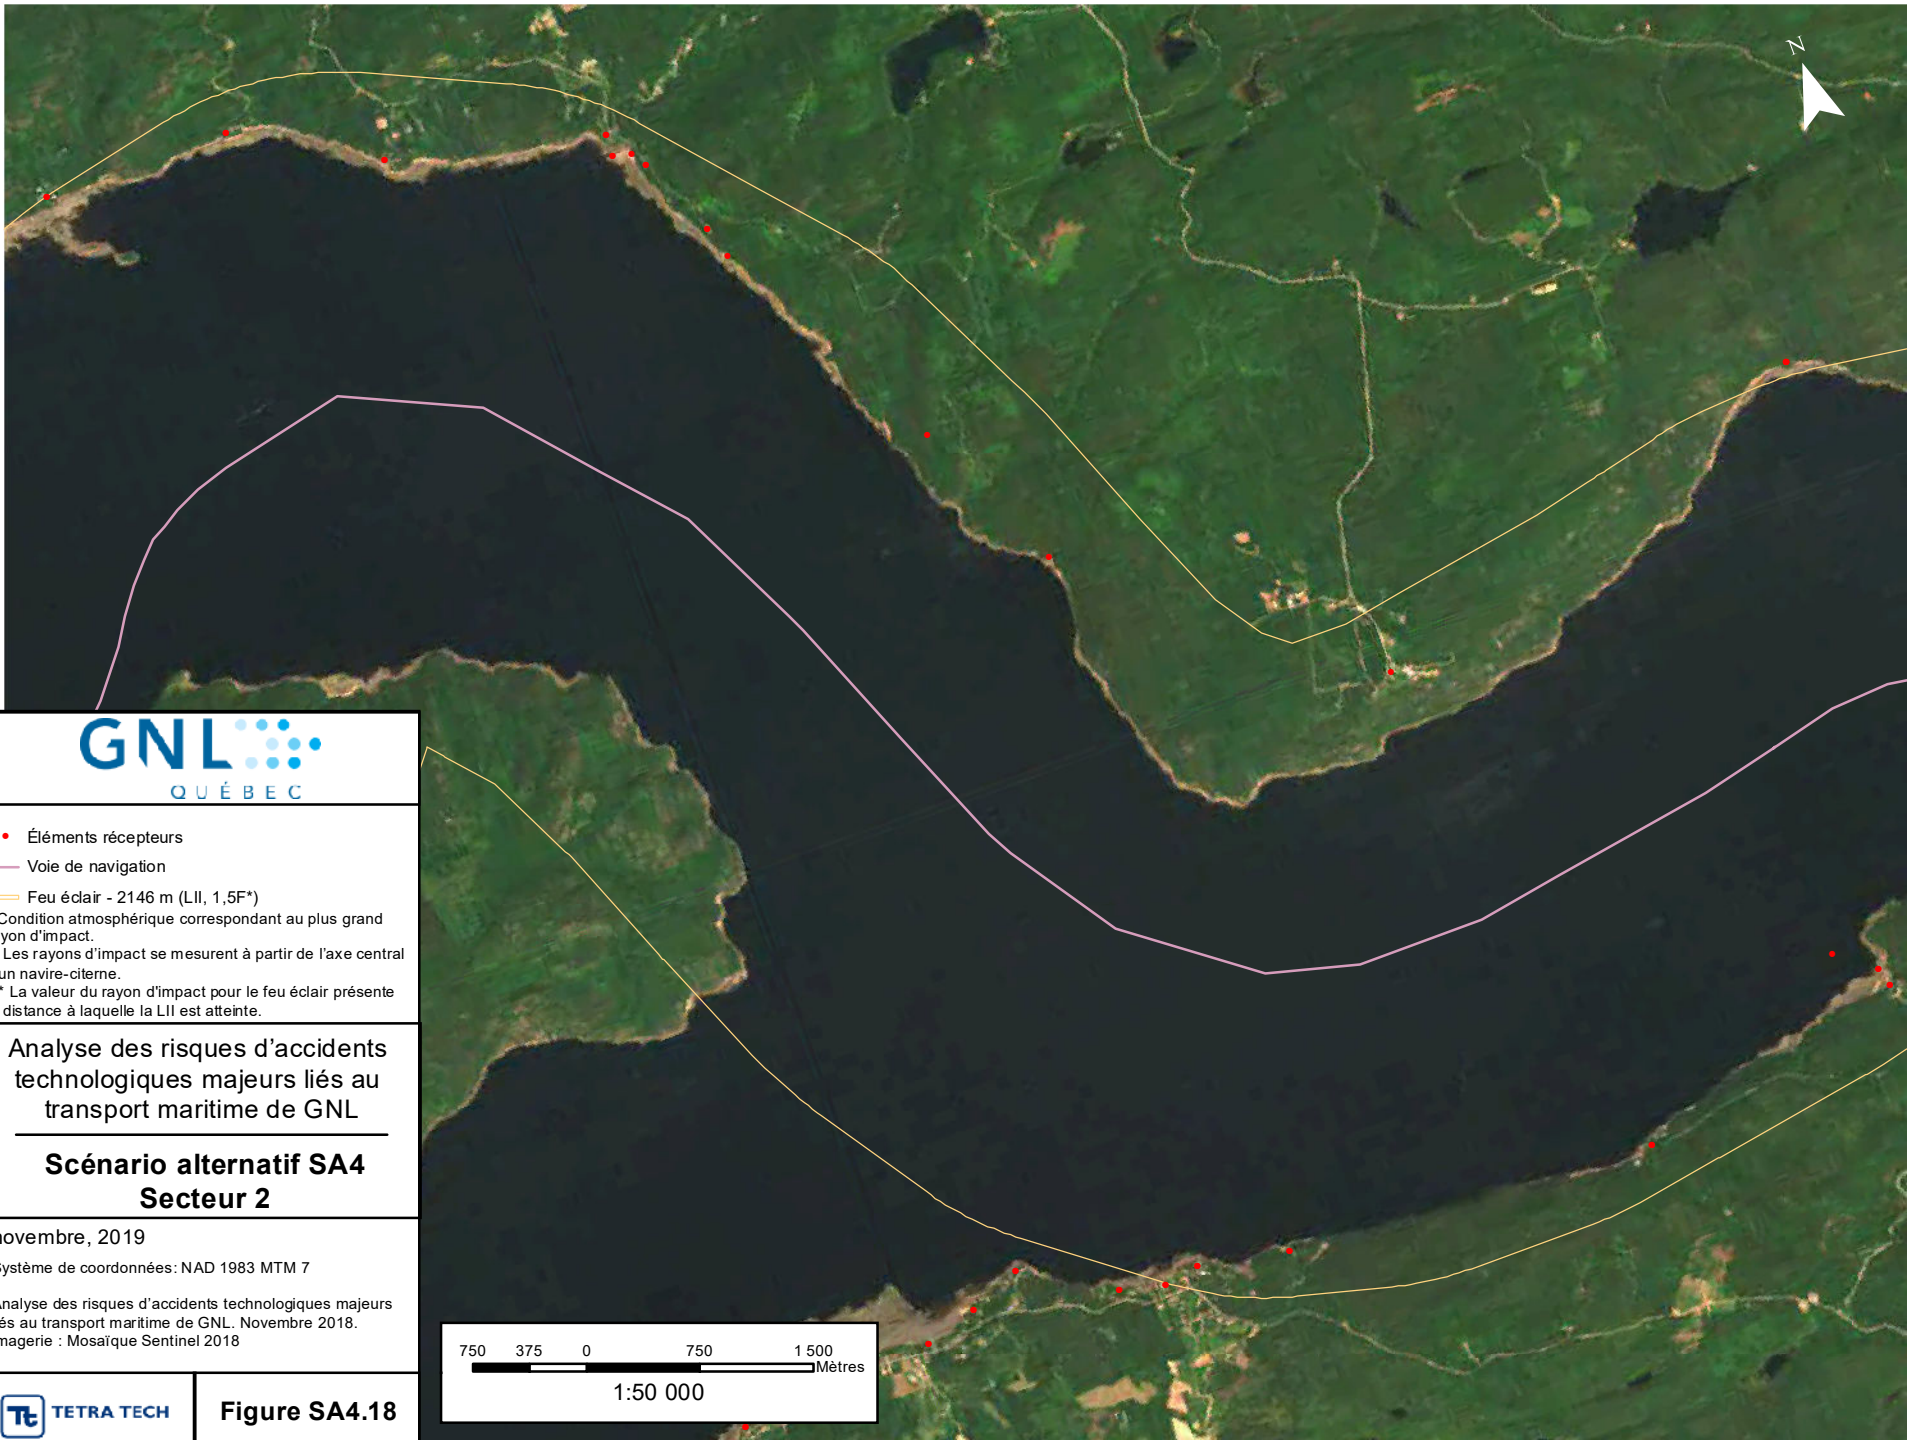 N
GNL
QUÉBEC
Éléments récepteurs
Voie de navigation
Feu éclair - 2146 m (LII, 1,5F*)
Condition atmosphérique correspondant au plus grand
yon d'impact.
Les rayons d'impact se mesurent à partir de l'axe central
un navire-citerne.
* La valeur du rayon d'impact pour le feu éclair présente
distance à laquelle la LII est atteinte.
Analyse des risques d'accidents
technologiques majeurs liés au
transport maritime de GNL
Scénario alternatif SA4
Secteur 2
novembre, 2019
Système de coordonnées: NAD 1983 MTM 7
Analyse des risques d'accidents technologiques majeurs
és au transport maritime de GNL. Novembre 2018.
magerie : Mosaïque Sentinel 2018
Tt TETRA TECH
Figure SA4.18
750 375 0 750 1 500
Mètres
1:50 000